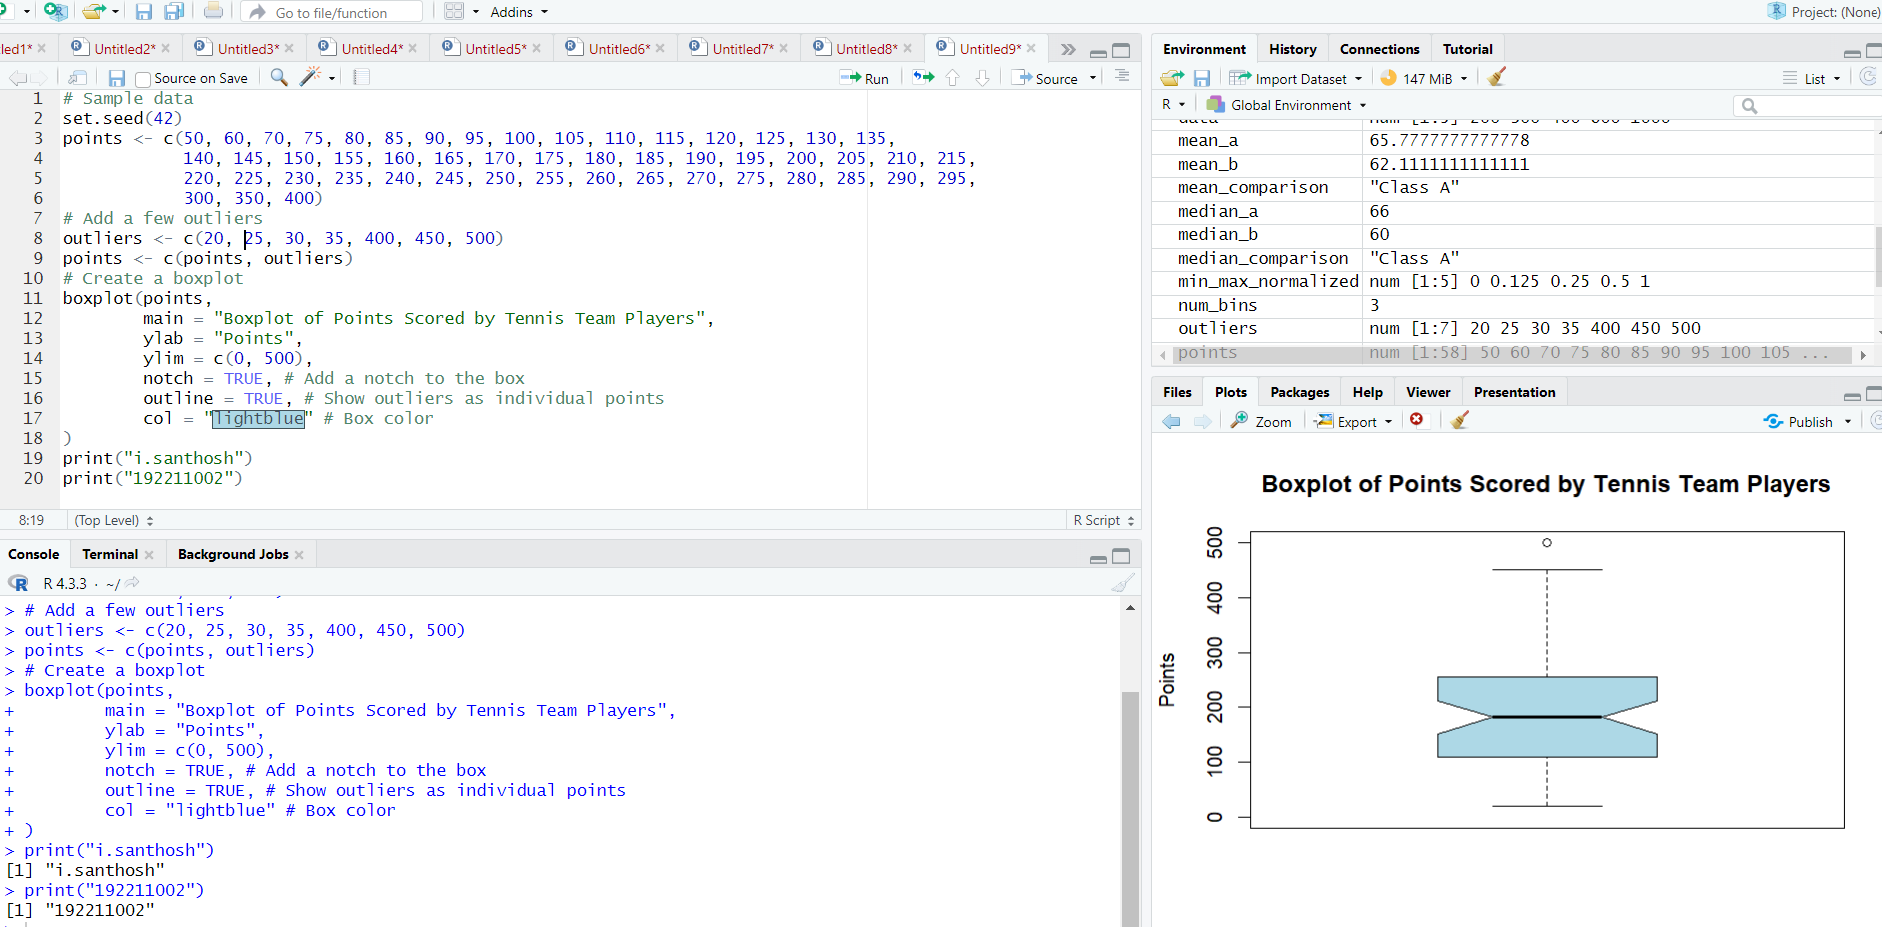 Go to file/function
Addins
Project: (None)
led1*
Untitled2*
Untitled3*
Untitled4*
Untitled5*
Untitled6*
Untitled7*
Untitled8*
Untitled9*
Source on Save
Run
Source
1 # Sample data
2 set.seed(42)
3 points <- c(50, 60, 70, 75, 80, 85, 90, 95, 100, 105, 110, 115, 120, 125, 130, 135,
4 140, 145, 150, 155, 160, 165, 170, 175, 180, 185, 190, 195, 200, 205, 210, 215,
5 220, 225, 230, 235, 240, 245, 250, 255, 260, 265, 270, 275, 280, 285, 290, 295,
6 300, 350, 400)
7 # Add a few outliers
8 outliers <- c(20, 25, 30, 35, 400, 450, 500)
9 points <- c(points, outliers)
10 # Create a boxplot
11 boxplot(points,
12 main = "Boxplot of Points Scored by Tennis Team Players",
13 ylab = "Points",
14 ylim = c(0, 500),
15 notch = TRUE, # Add a notch to the box
16 outline = TRUE, # Show outliers as individual points
17 col = "lightblue" # Box color
18 )
19 print("i.santhosh")
20 print("192211002")
8:19 (Top Level) R Script
Console Terminal Background Jobs
R 4.3.3 · ~/
> # Add a few outliers
> outliers <- c(20, 25, 30, 35, 400, 450, 500)
> points <- c(points, outliers)
> # Create a boxplot
> boxplot(points,
+ main = "Boxplot of Points Scored by Tennis Team Players",
+ ylab = "Points",
+ ylim = c(0, 500),
+ notch = TRUE, # Add a notch to the box
+ outline = TRUE, # Show outliers as individual points
+ col = "lightblue" # Box color
+ )
> print("i.santhosh")
[1] "i.santhosh"
> print("192211002")
[1] "192211002"
Environment History Connections Tutorial
Import Dataset 147 MiB List
R Global Environment
data num [1:5] 200 300 400 600 1000
mean_a 65.7777777777778
mean_b 62.1111111111111
mean_comparison "Class A"
median_a 66
median_b 60
median_comparison "Class A"
min_max_normalized num [1:5] 0 0.125 0.25 0.5 1
num_bins 3
outliers num [1:7] 20 25 30 35 400 450 500
points num [1:58] 50 60 70 75 80 85 90 95 100 105 ...
Files Plots Packages Help Viewer Presentation
Zoom Export Publish
Boxplot of Points Scored by Tennis Team Players
Points
500
400
300
200
100
0